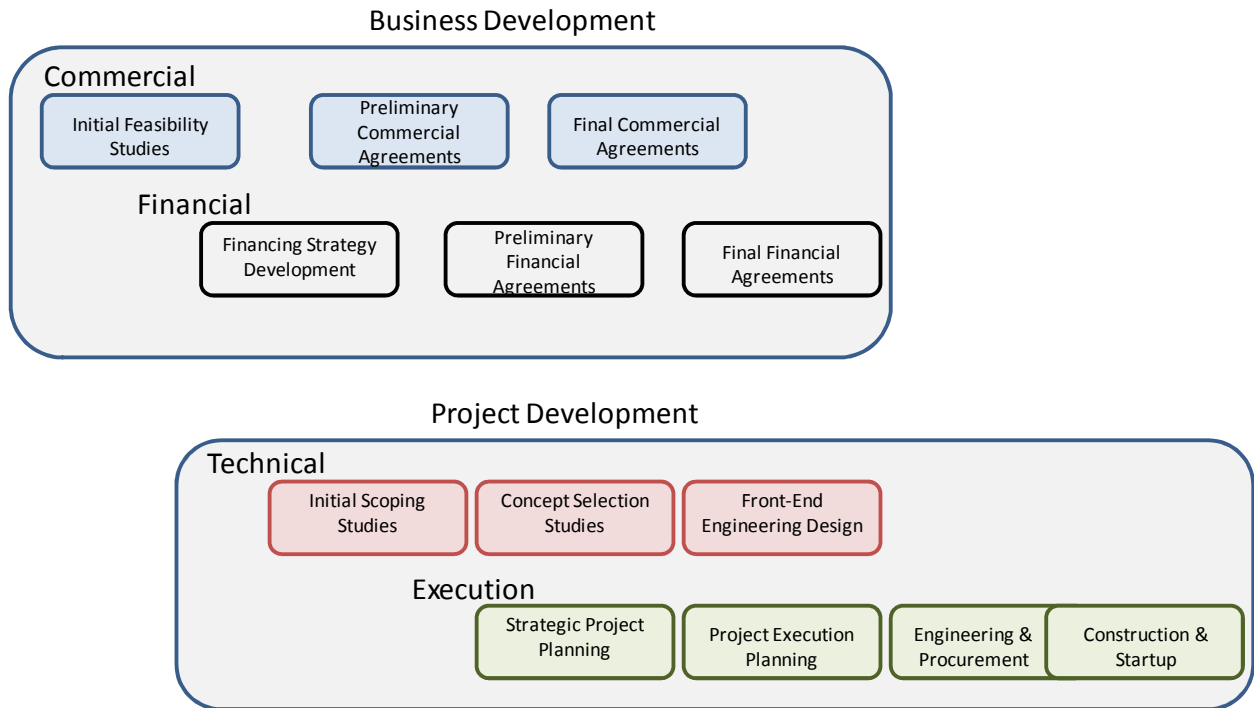 Business Development
Commercial
Initial Feasibility
Studies
Preliminary
Commercial
Agreements
Final Commercial
Agreements
Financial
Financing Strategy
Development
Preliminary
Financial
Agreements
Final Financial
Agreements
Project Development
Technical
Initial Scoping
Studies
Concept Selection
Studies
Front-End
Engineering Design
Execution
Strategic Project
Planning
Project Execution
Planning
Engineering &
Procurement
Construction &
Startup